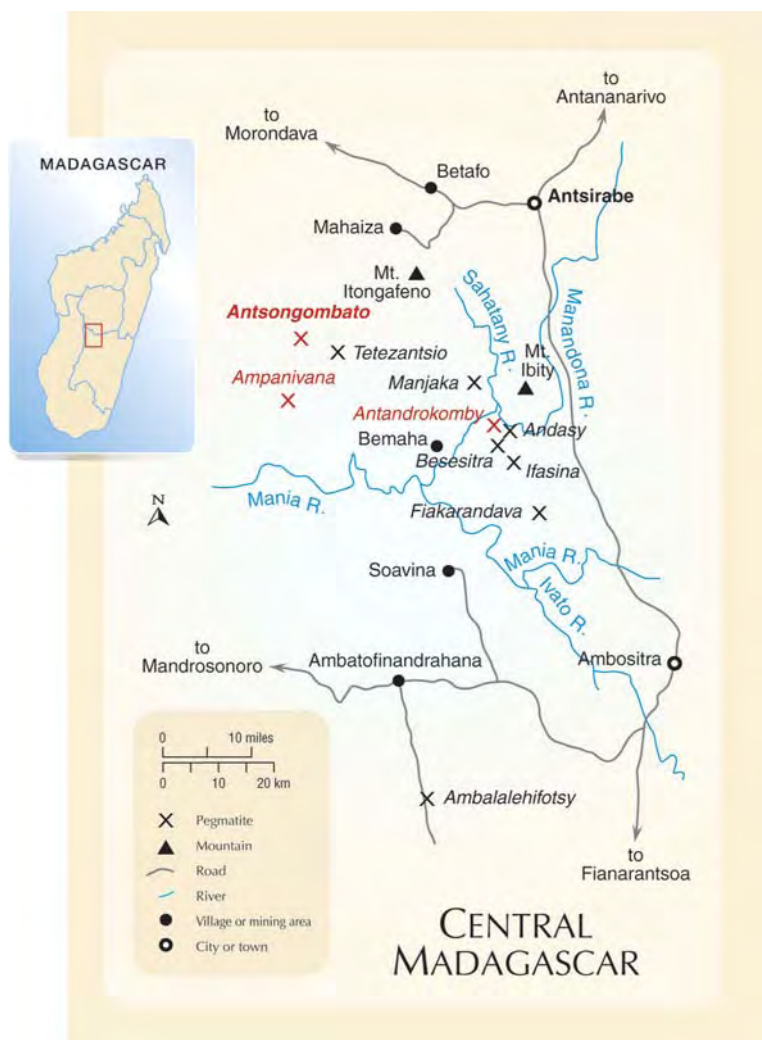 to
Antananarivo
to
Morondava
MADAGASCAR
Betafo
Antsirabe
Mahaiza
Mt.
Itongafeno
Sahatany R.
Manandona R.
Antsongombato
Tetezantsio
Mt.
Ibity
Ampanivana
Manjaka
Antandrokomby
Andasy
Bemaha
Besesitra
Ifasina
Mania R.
N
Fiakarandava
Mania R.
Soavina
Ivato R.
to
Mandrosonoro
Ambatofinandrahana
Ambositra
0 10 miles
0 10 20 km
Ambalalehifotsy
Pegmatite
Mountain
Road
River
Village or mining area
City or town
to
Fianarantsoa
CENTRAL
MADAGASCAR